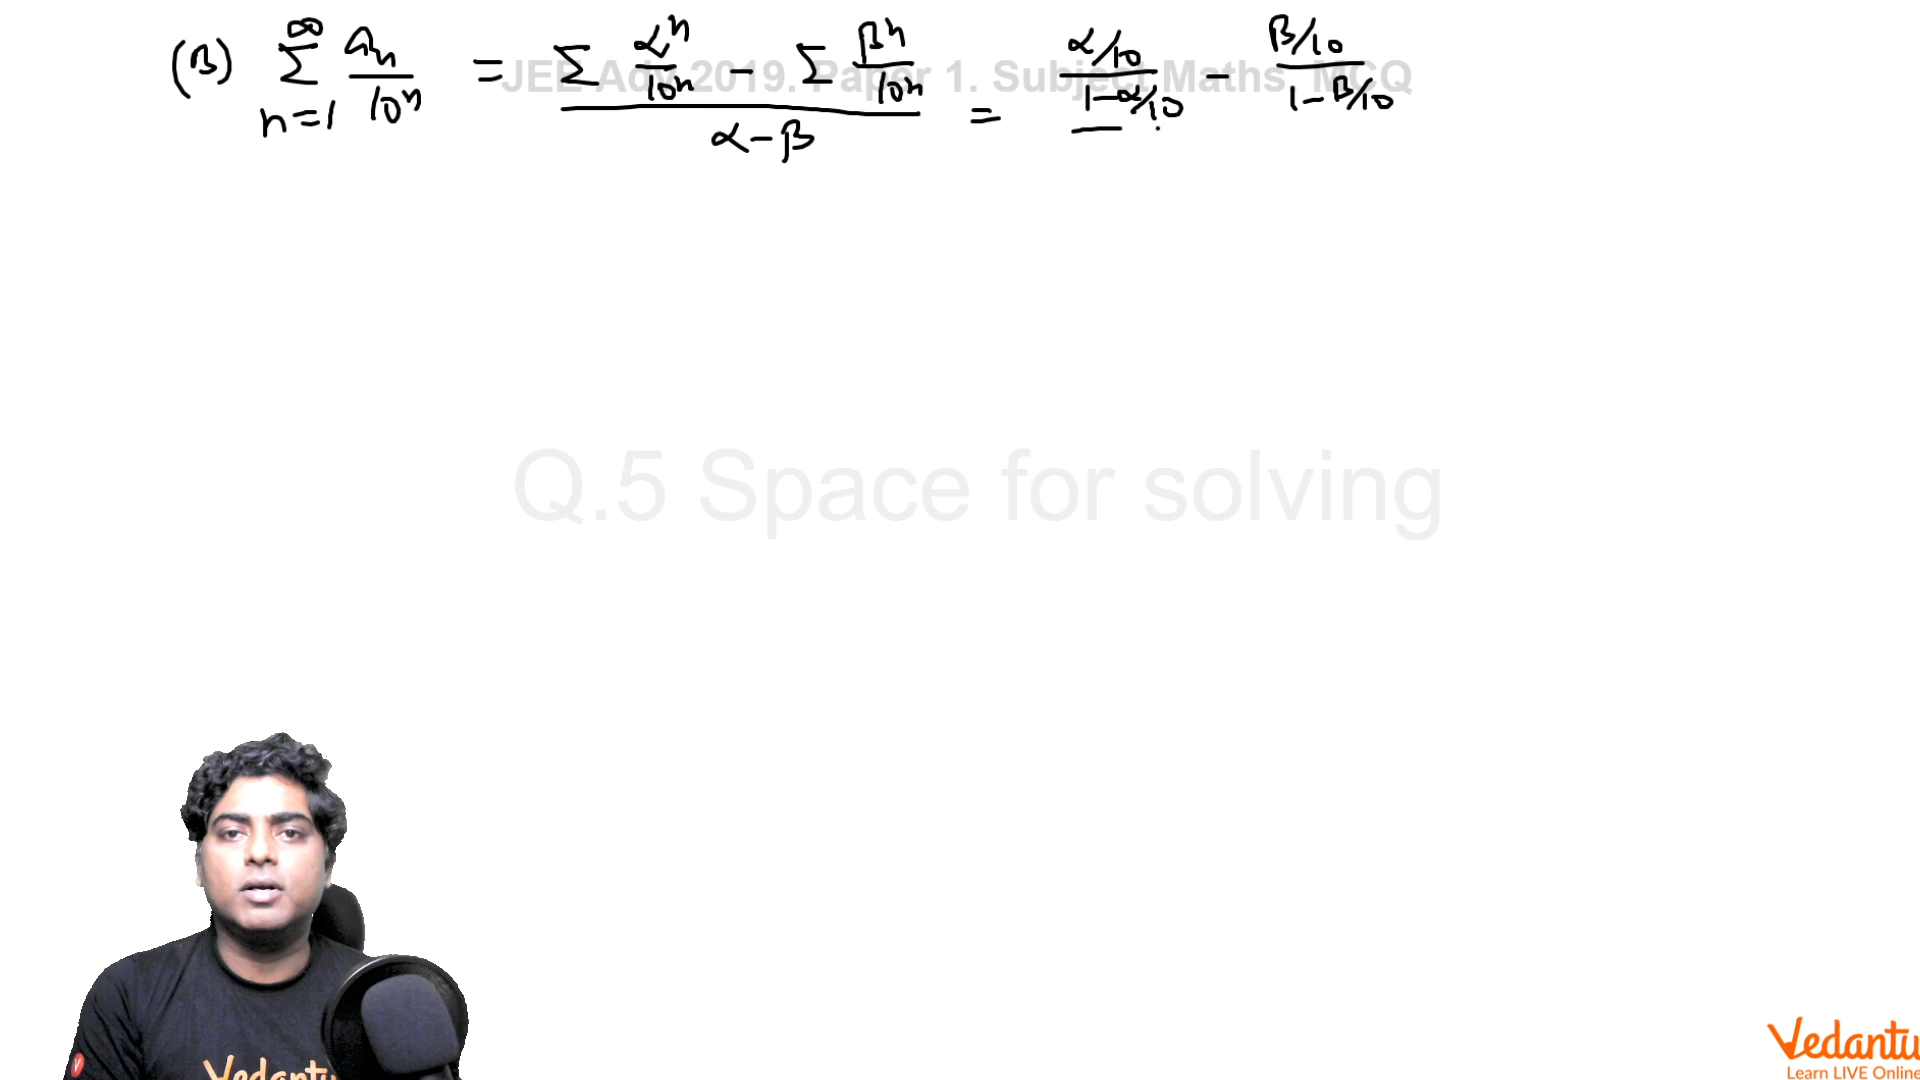 JEE Adv 2019. Paper 1. Subject Maths, MCQ
(B) ∑_{n=1}^{∞} a_n/10^n = (∑ α^n/10^n − ∑ β^n/10^n)/(α−β) = (α/10)/(1−α/10) − (β/10)/(1−β/10)
Q.5 Space for solving
V
Vedantu
Vedantu
Learn LIVE Online